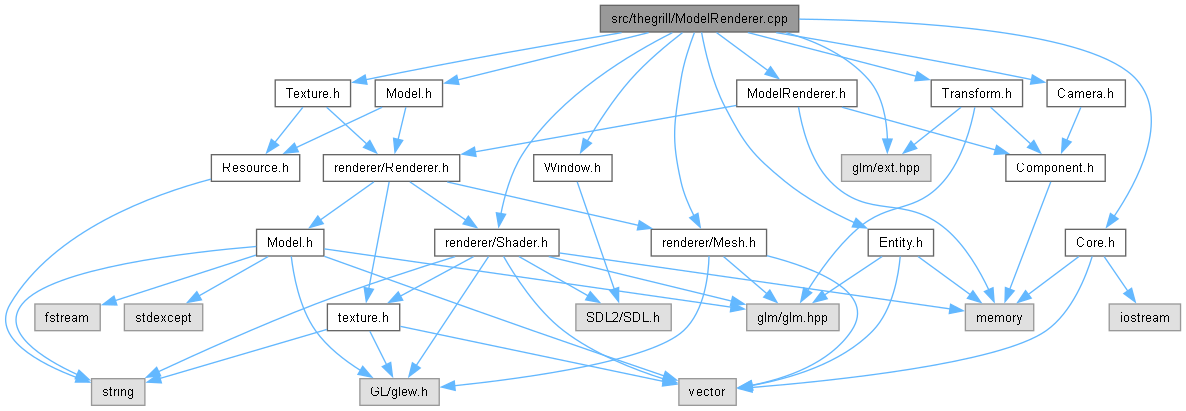 src/thegrill/ModelRenderer.cpp
Texture.h
Model.h
ModelRenderer.h
Transform.h
Camera.h
Resource.h
renderer/Renderer.h
Window.h
glm/ext.hpp
Component.h
Model.h
renderer/Shader.h
renderer/Mesh.h
Entity.h
Core.h
fstream
stdexcept
texture.h
SDL2/SDL.h
glm/glm.hpp
memory
iostream
string
GL/glew.h
vector